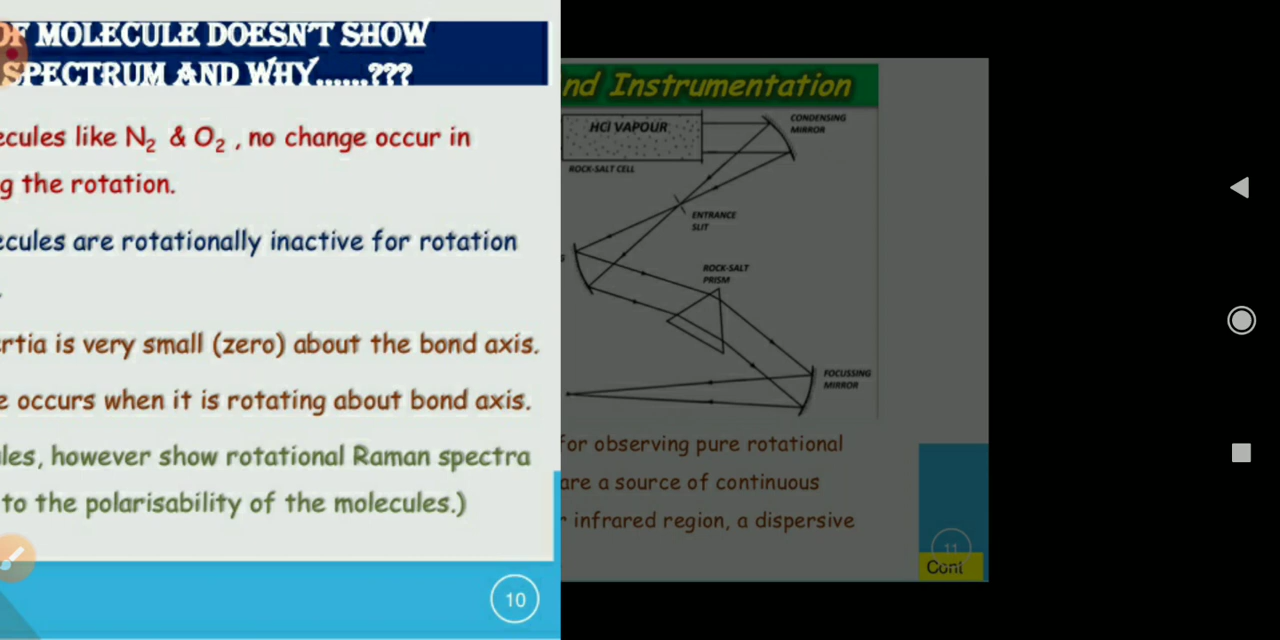 OF MOLECULE DOESN'T SHOW
SPECTRUM AND WHY......???
ecules like N₂ & O₂ , no change occur in
g the rotation.
ecules are rotationally inactive for rotation
.
ertia is very small (zero) about the bond axis.
e occurs when it is rotating about bond axis.
les, however show rotational Raman spectra
to the polarisability of the molecules.)
10
nd Instrumentation
HCl VAPOUR
CONDENSING
MIRROR
ROCK-SALT CELL
ENTRANCE
SLIT
G
ROCK-SALT
PRISM
FOCUSSING
MIRROR
for observing pure rotational
are a source of continuous
r infrared region, a dispersive
11
Cont